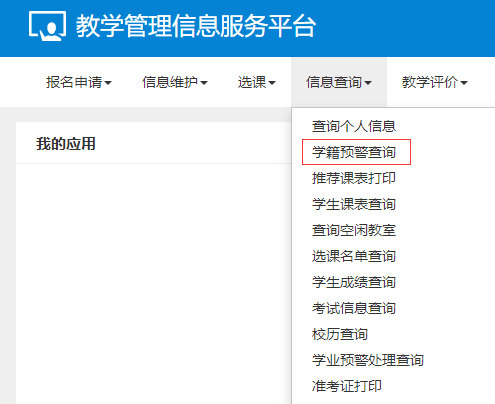 教学管理信息服务平台
报名申请 信息维护 选课 信息查询 教学评价
我的应用
查询个人信息
学籍预警查询
推荐课表打印
学生课表查询
查询空闲教室
选课名单查询
学生成绩查询
考试信息查询
校历查询
学业预警处理查询
准考证打印